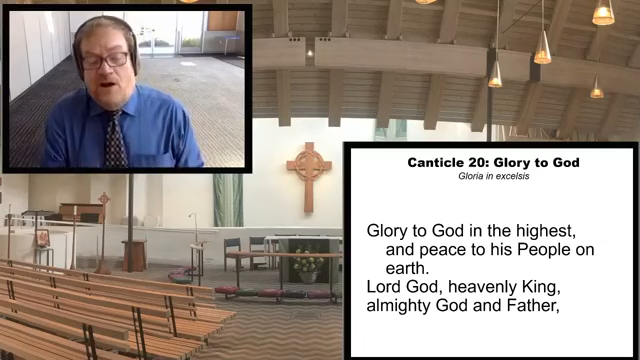 Canticle 20: Glory to God
Gloria in excelsis
Glory to God in the highest,
and peace to his People on
earth.
Lord God, heavenly King,
almighty God and Father,